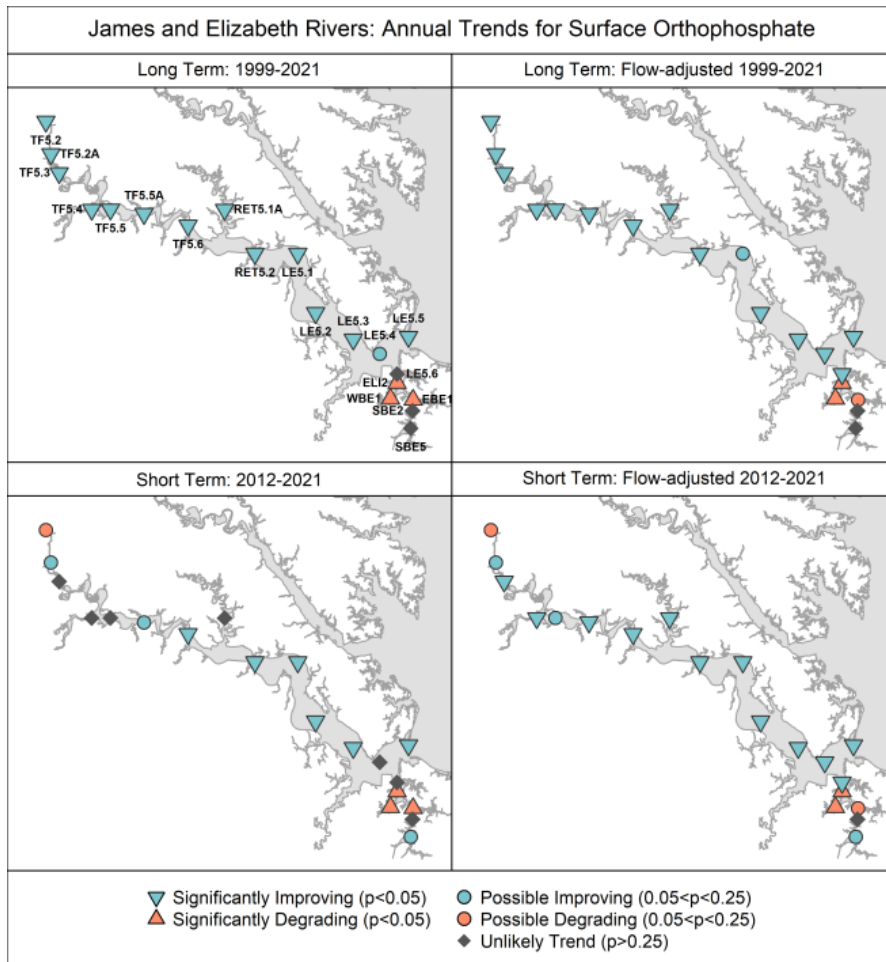 James and Elizabeth Rivers: Annual Trends for Surface Orthophosphate
Long Term: 1999-2021
Long Term: Flow-adjusted 1999-2021
TF5.2
TF5.2A
TF5.3
TF5.5A
TF5.4
RET5.1A
TF5.5
TF5.6
RET5.2
LE5.1
LE5.3
LE5.5
LE5.2
LE5.4
LE5.6
ELI2
WBE1
EBE1
SBE2
SBE5
Short Term: 2012-2021
Short Term: Flow-adjusted 2012-2021
Significantly Improving (p<0.05)
Possible Improving (0.05<p<0.25)
Significantly Degrading (p<0.05)
Possible Degrading (0.05<p<0.25)
Unlikely Trend (p>0.25)